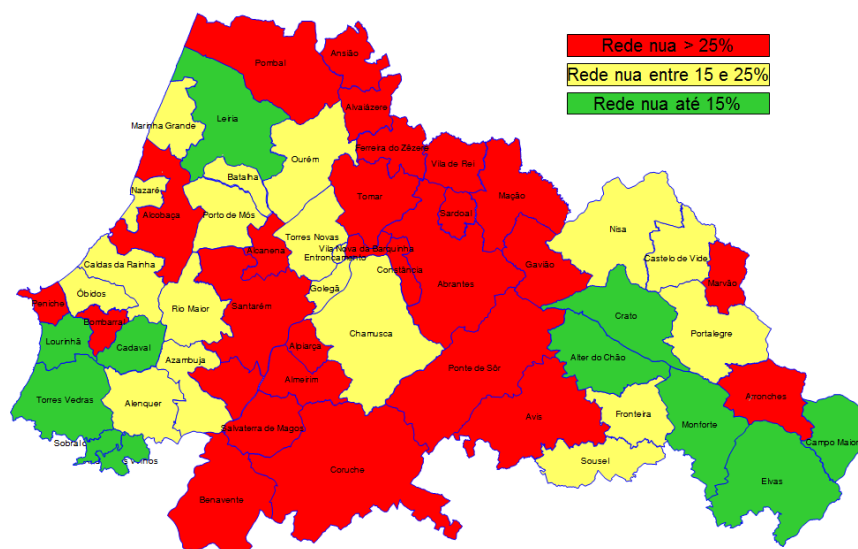 Rede nua > 25%
Rede nua entre 15 e 25%
Rede nua até 15%
Ansião
Pombal
Alvaiázere
Leiria
Marinha Grande
Ferreira do Zêzere
Ourém
Vila de Rei
Batalha
Mação
Nazaré
Tomar
Sardoal
Alcobaça
Porto de Mós
Nisa
Torres Novas
Alcanena
Vila Nova da Barquinha
Entroncamento
Castelo de Vide
Caldas da Rainha
Constância
Gavião
Marvão
Golegã
Abrantes
Óbidos
Peniche
Rio Maior
Santarém
Crato
Bombarral
Chamusca
Portalegre
Lourinhã
Cadaval
Alpiarça
Azambuja
Alter do Chão
Ponte de Sôr
Almeirim
Arronches
Torres Vedras
Alenquer
Avis
Fronteira
Monforte
Salvaterra de Magos
Sobral
Campo Maior
Sousel
Coruche
Elvas
Benavente